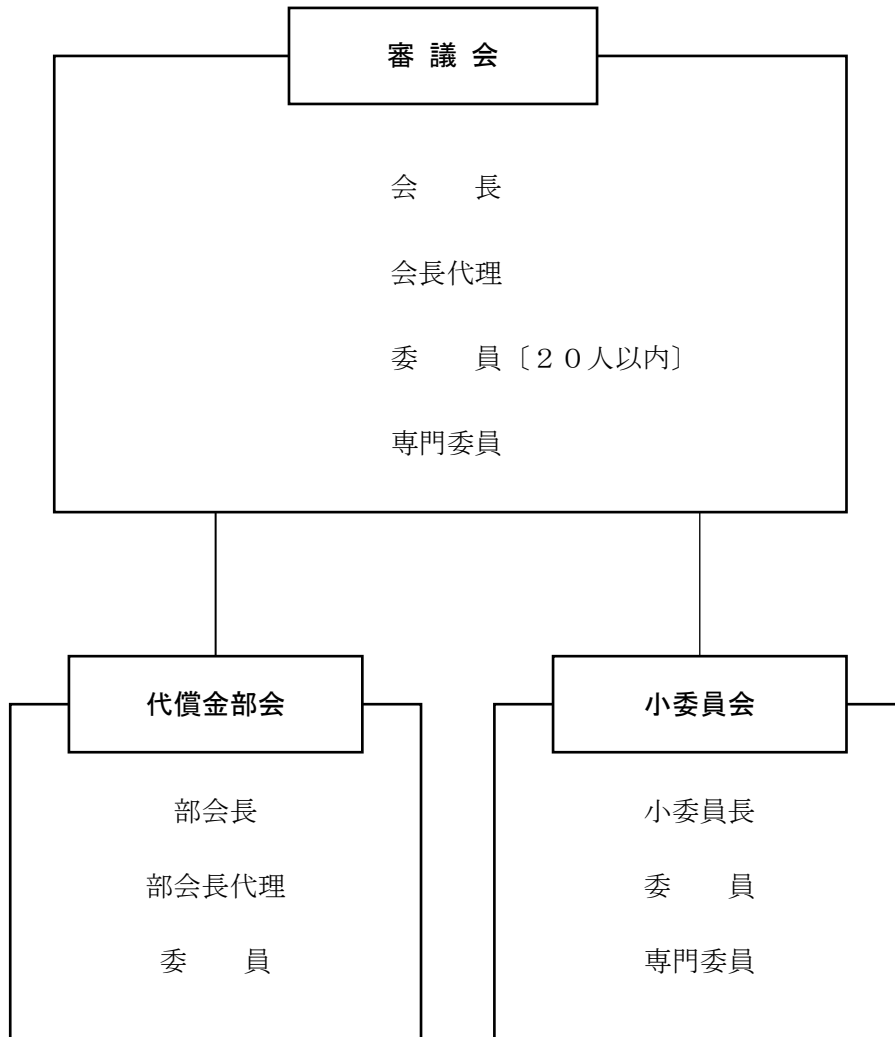 審 議 会
会　　長
会長代理
委　　員〔２０人以内〕
専門委員
代償金部会
部会長
部会長代理
委　　員
小委員会
小委員長
委　　員
専門委員